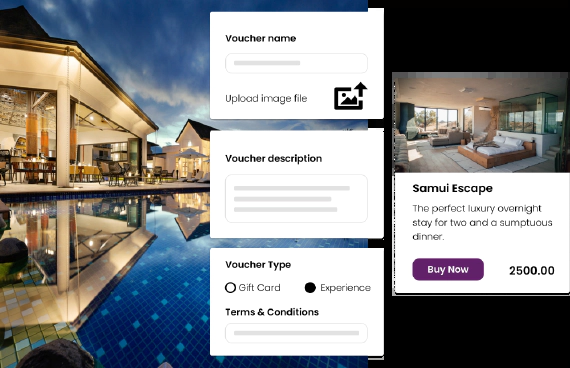 Voucher name
Upload image file
Voucher description
Voucher Type
Gift Card
Experience
Terms & Conditions
Samui Escape
The perfect luxury overnight
stay for two and a sumptuous
dinner.
Buy Now
2500.00